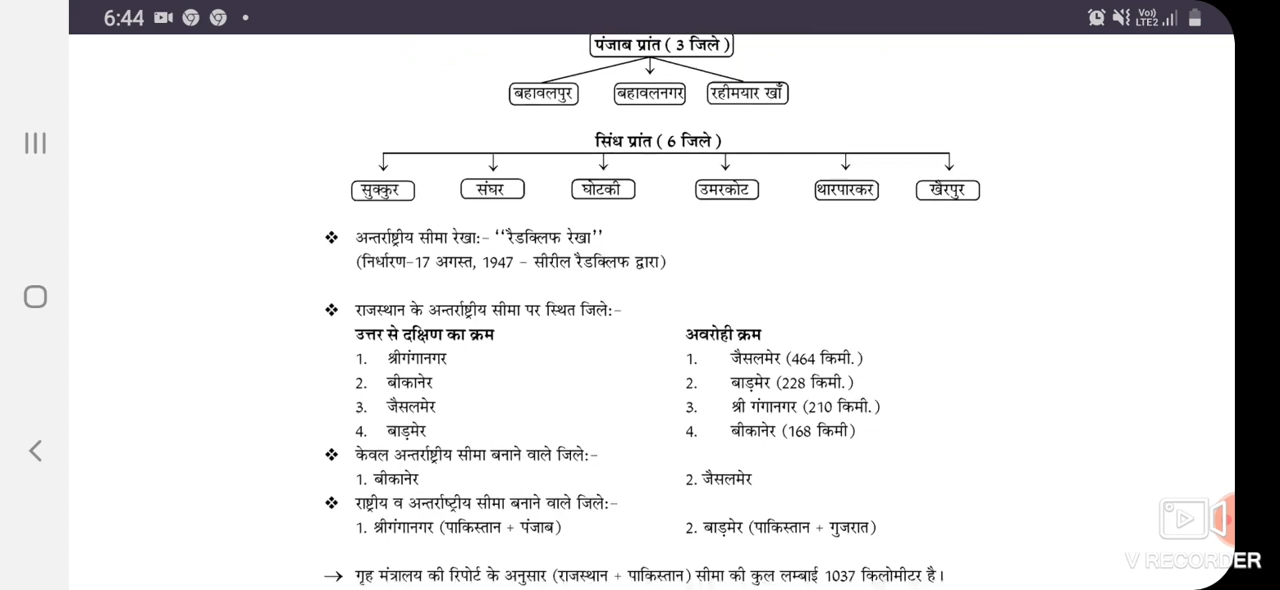 6:44 Vo) LTE2
पंजाब प्रांत ( 3 जिले )
बहावलपुर बहावलनगर रहीमयार खाँ
सिंध प्रांत ( 6 जिले )
सुक्कुर संघर घोटकी उमरकोट थारपारकर खैरपुर
❖ अन्तर्राष्ट्रीय सीमा रेखा:- ‘‘रैडक्लिफ रेखा’’
(निर्धारण-17 अगस्त, 1947 - सीरील रैडक्लिफ द्वारा)
❖ राजस्थान के अन्तर्राष्ट्रीय सीमा पर स्थित जिले:-
उत्तर से दक्षिण का क्रम अवरोही क्रम
1. श्रीगंगानगर 1. जैसलमेर (464 किमी.)
2. बीकानेर 2. बाड़मेर (228 किमी.)
3. जैसलमेर 3. श्री गंगानगर (210 किमी.)
4. बाड़मेर 4. बीकानेर (168 किमी)
❖ केवल अन्तर्राष्ट्रीय सीमा बनाने वाले जिले:-
1. बीकानेर 2. जैसलमेर
❖ राष्ट्रीय व अन्तर्राष्ट्रीय सीमा बनाने वाले जिले:-
1. श्रीगंगानगर (पाकिस्तान + पंजाब) 2. बाड़मेर (पाकिस्तान + गुजरात)
V RECORDER
→ गृह मंत्रालय की रिपोर्ट के अनुसार (राजस्थान + पाकिस्तान) सीमा की कुल लम्बाई 1037 किलोमीटर है।